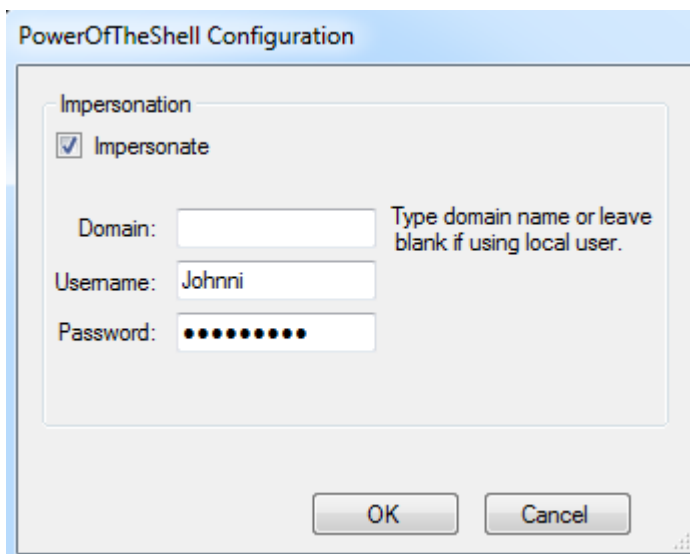 PowerOfTheShell Configuration
Impersonation
Impersonate
Domain:
Type domain name or leave
blank if using local user.
Username: Johnni
Password: ●●●●●●●●●
OK Cancel